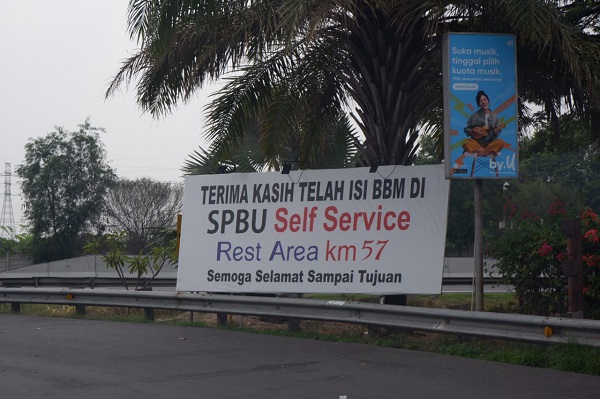 TERIMA KASIH TELAH ISI BBM DI
SPBU Self Service
Rest Area km 57
Semoga Selamat Sampai Tujuan
Suka musik,
tinggal pilih
kuota musik.
by.U